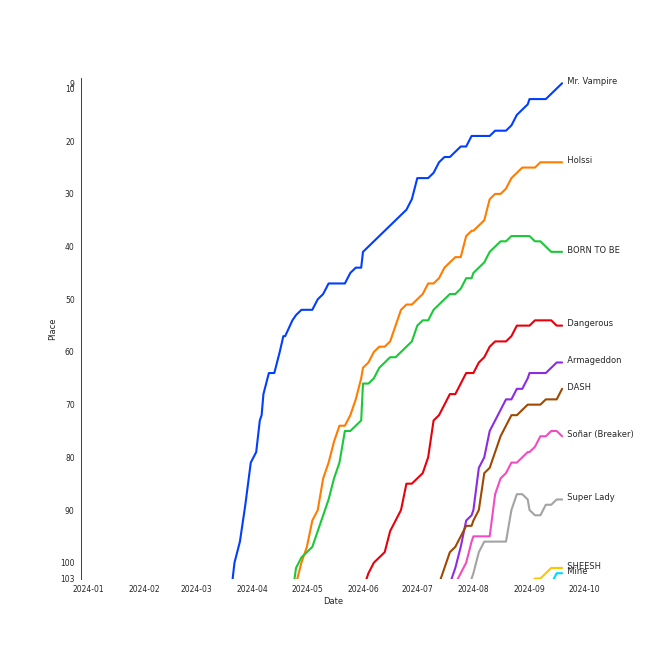 9
10
20
30
40
50
60
70
80
90
100
103
Place
2024-01
2024-02
2024-03
2024-04
2024-05
2024-06
2024-07
2024-08
2024-09
2024-10
Date
Mr. Vampire
Holssi
BORN TO BE
Dangerous
Armageddon
DASH
Soñar (Breaker)
Super Lady
SHEESH
Mine